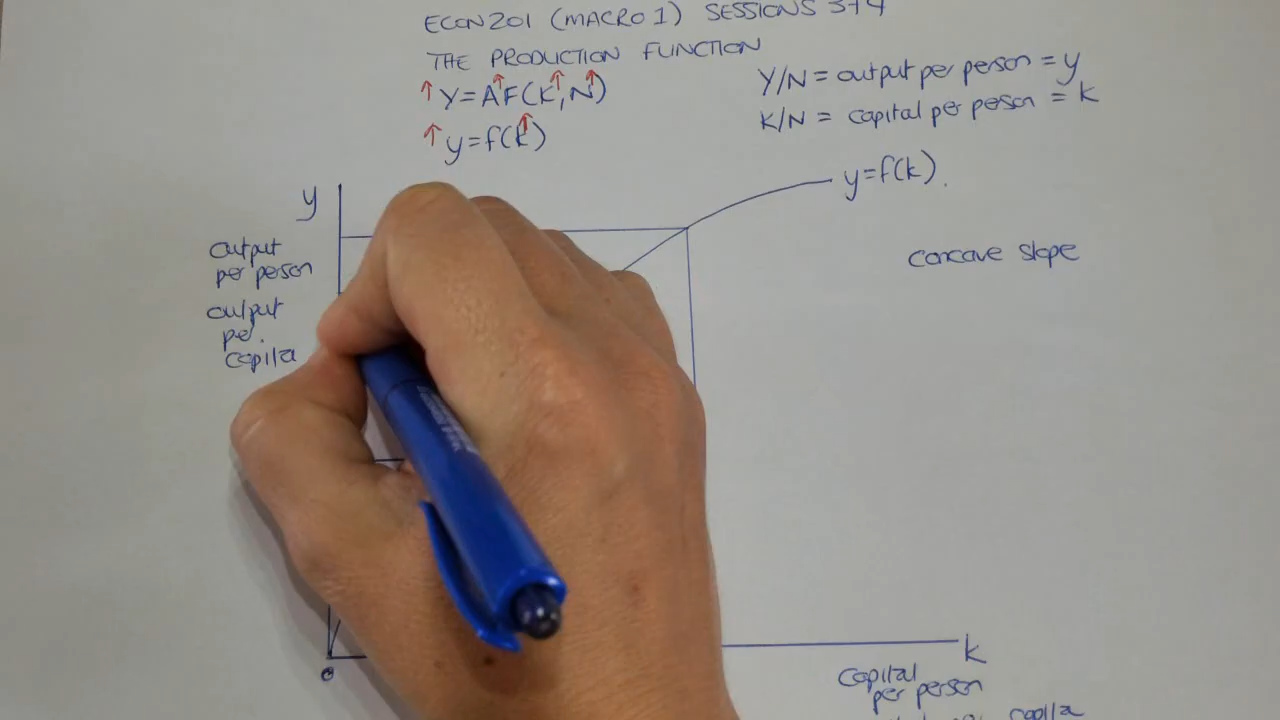 ECON201 (MACRO 1) SESSIONS 3+4
THE PRODUCTION FUNCTION
↑ Y=A↑F(K↑,N↑)
↑ y=f(k↑)
Y/N = output per person = y
K/N = capital per person = k
y
y=f(k).
output
per person
output
per.
capita
concave slope
k
0
capital
per person
capita